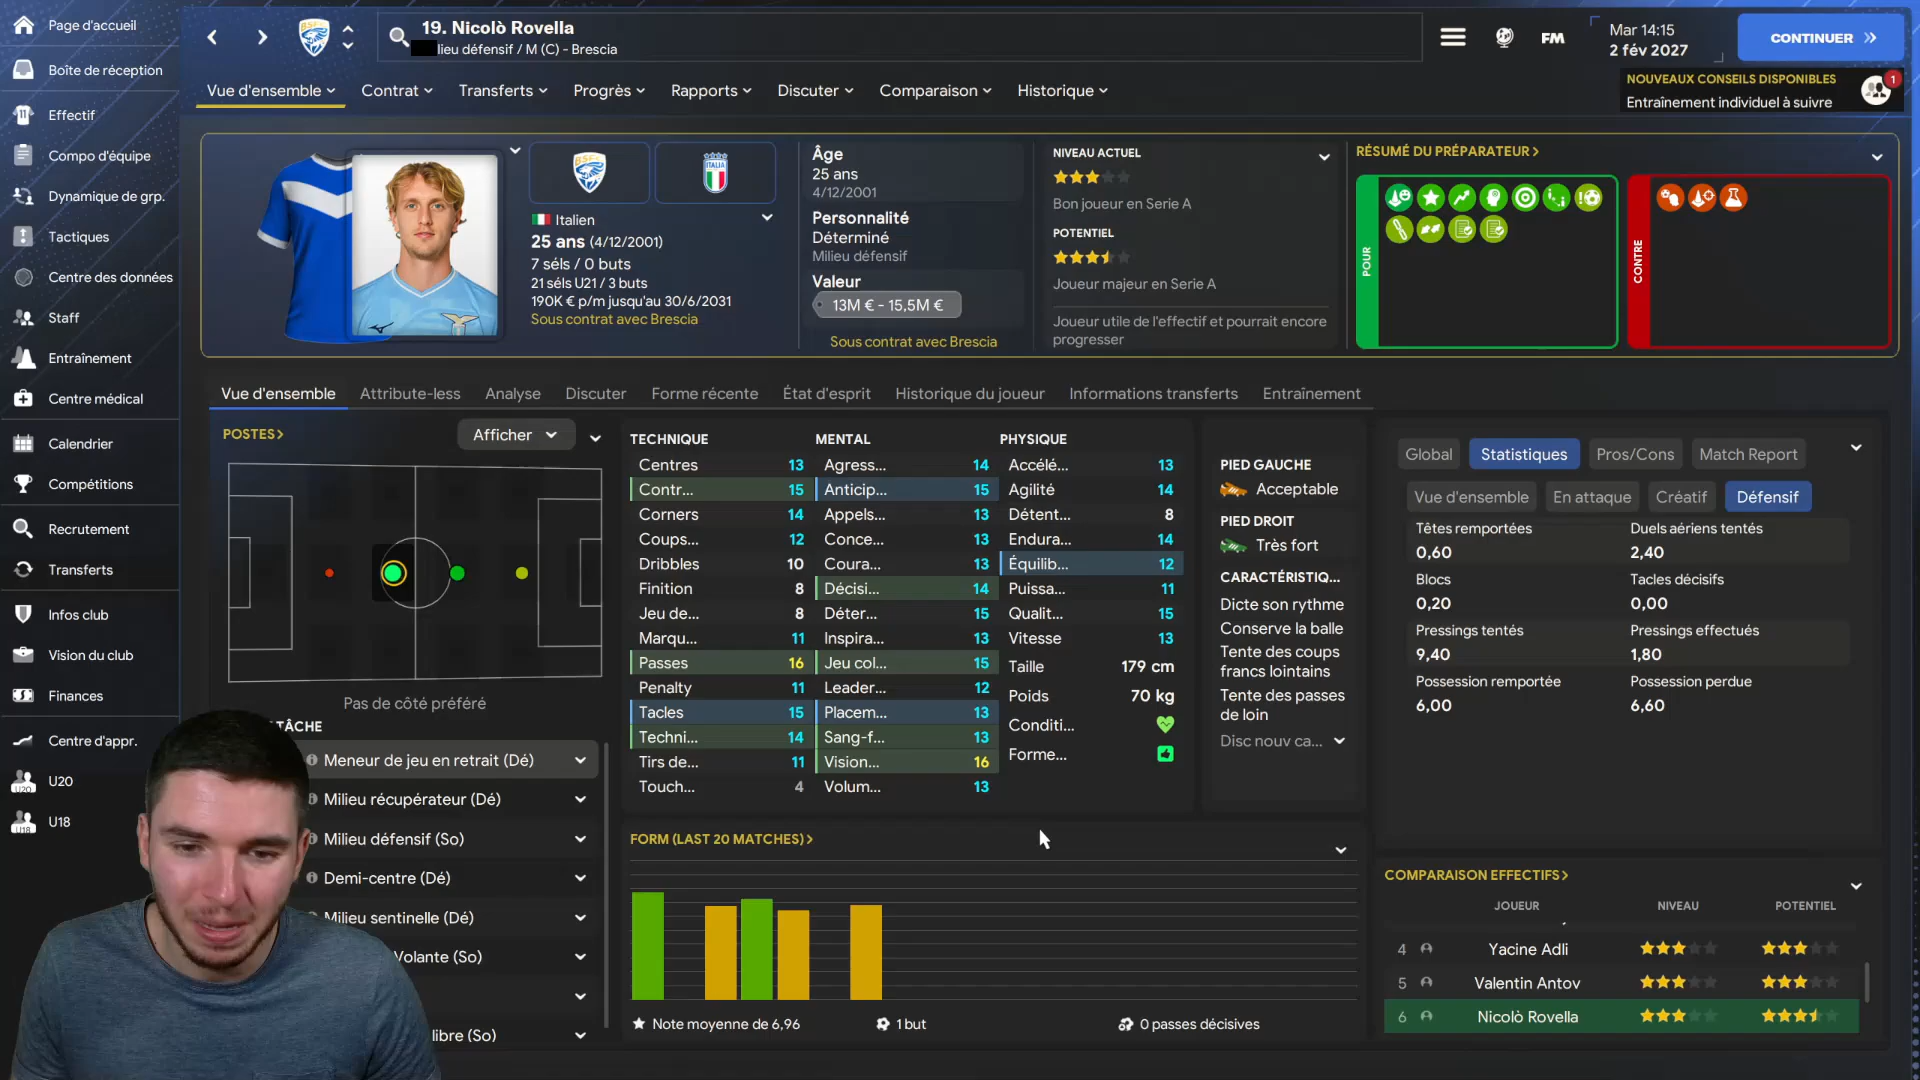 Page d'accueil
Boîte de réception
Effectif
Compo d'équipe
Dynamique de grp.
Tactiques
Centre des données
Staff
Entraînement
Centre médical
Calendrier
Compétitions
Recrutement
Transferts
Infos club
Vision du club
Finances
Centre d'appr.
U20
U18
19. Nicolò Rovella
lieu défensif / M (C) - Brescia
FM
Mar 14:15
2 fév 2027
CONTINUER
NOUVEAUX CONSEILS DISPONIBLES
Entraînement individuel à suivre
1
Vue d'ensemble Contrat Transferts Progrès Rapports Discuter Comparaison Historique
Italien
25 ans (4/12/2001)
7 séls / 0 buts
21 séls U21 / 3 buts
190K € p/m jusqu'au 30/6/2031
Sous contrat avec Brescia
ITALIA
Âge
25 ans
4/12/2001
Personnalité
Déterminé
Milieu défensif
Valeur
13M € - 15,5M €
Sous contrat avec Brescia
NIVEAU ACTUEL
Bon joueur en Serie A
POTENTIEL
Joueur majeur en Serie A
Joueur utile de l'effectif et pourrait encore
progresser
RÉSUMÉ DU PRÉPARATEUR >
POUR
CONTRE
Vue d'ensemble Attribute-less Analyse Discuter Forme récente État d'esprit Historique du joueur Informations transferts Entraînement
POSTES >
Afficher
Pas de côté préféré
TÂCHE
Meneur de jeu en retrait (Dé)
Milieu récupérateur (Dé)
Milieu défensif (So)
Demi-centre (Dé)
Milieu sentinelle (Dé)
Volante (So)
libre (So)
TECHNIQUE
Centres 13
Contr... 15
Corners 14
Coups... 12
Dribbles 10
Finition 8
Jeu de... 8
Marqu... 11
Passes 16
Penalty 11
Tacles 15
Techni... 14
Tirs de... 11
Touch... 4
MENTAL
Agress... 14
Anticip... 15
Appels... 13
Conce... 13
Coura... 13
Décisi... 14
Déter... 15
Inspira... 13
Jeu col... 15
Leader... 12
Placem... 13
Sang-f... 13
Vision... 16
Volum... 13
PHYSIQUE
Accélé... 13
Agilité 14
Détent... 8
Endura... 14
Équilib... 12
Puissa... 11
Qualit... 15
Vitesse 13
Taille 179 cm
Poids 70 kg
Conditi...
Forme...
PIED GAUCHE
Acceptable
PIED DROIT
Très fort
CARACTÉRISTIQ...
Dicte son rythme
Conserve la balle
Tente des coups
francs lointains
Tente des passes
de loin
Disc nouv ca...
FORM (LAST 20 MATCHES) >
Note moyenne de 6,96 1 but 0 passes décisives
Global Statistiques Pros/Cons Match Report
Vue d'ensemble En attaque Créatif Défensif
Têtes remportées Duels aériens tentés
0,60 2,40
Blocs Tacles décisifs
0,20 0,00
Pressings tentés Pressings effectués
9,40 1,80
Possession remportée Possession perdue
6,00 6,60
COMPARAISON EFFECTIFS >
JOUEUR NIVEAU POTENTIEL
4 Yacine Adli
5 Valentin Antov
6 Nicolò Rovella